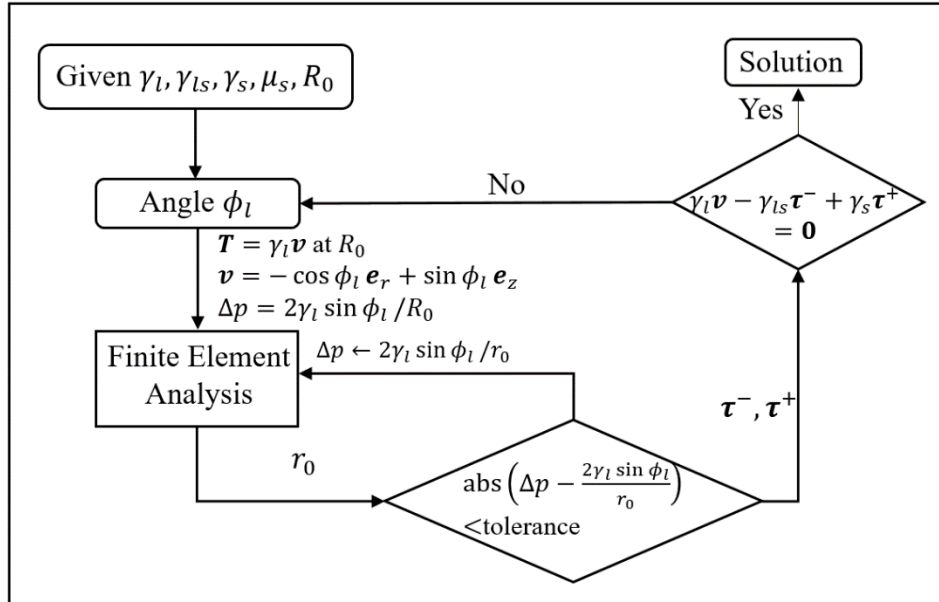 Given γ_l, γ_ls, γ_s, μ_s, R_0
Solution
Yes
Angle ϕ_l
No
γ_l 𝒗 − γ_ls 𝝉⁻ + γ_s 𝝉⁺
= 𝟎
𝑻 = γ_l 𝒗 at R_0
𝒗 = − cos ϕ_l 𝒆_r + sin ϕ_l 𝒆_z
Δp = 2γ_l sin ϕ_l /R_0
Finite Element
Analysis
Δp ← 2γ_l sin ϕ_l /r_0
𝝉⁻, 𝝉⁺
r_0
abs (Δp − 2γ_l sin ϕ_l / r_0)
<tolerance